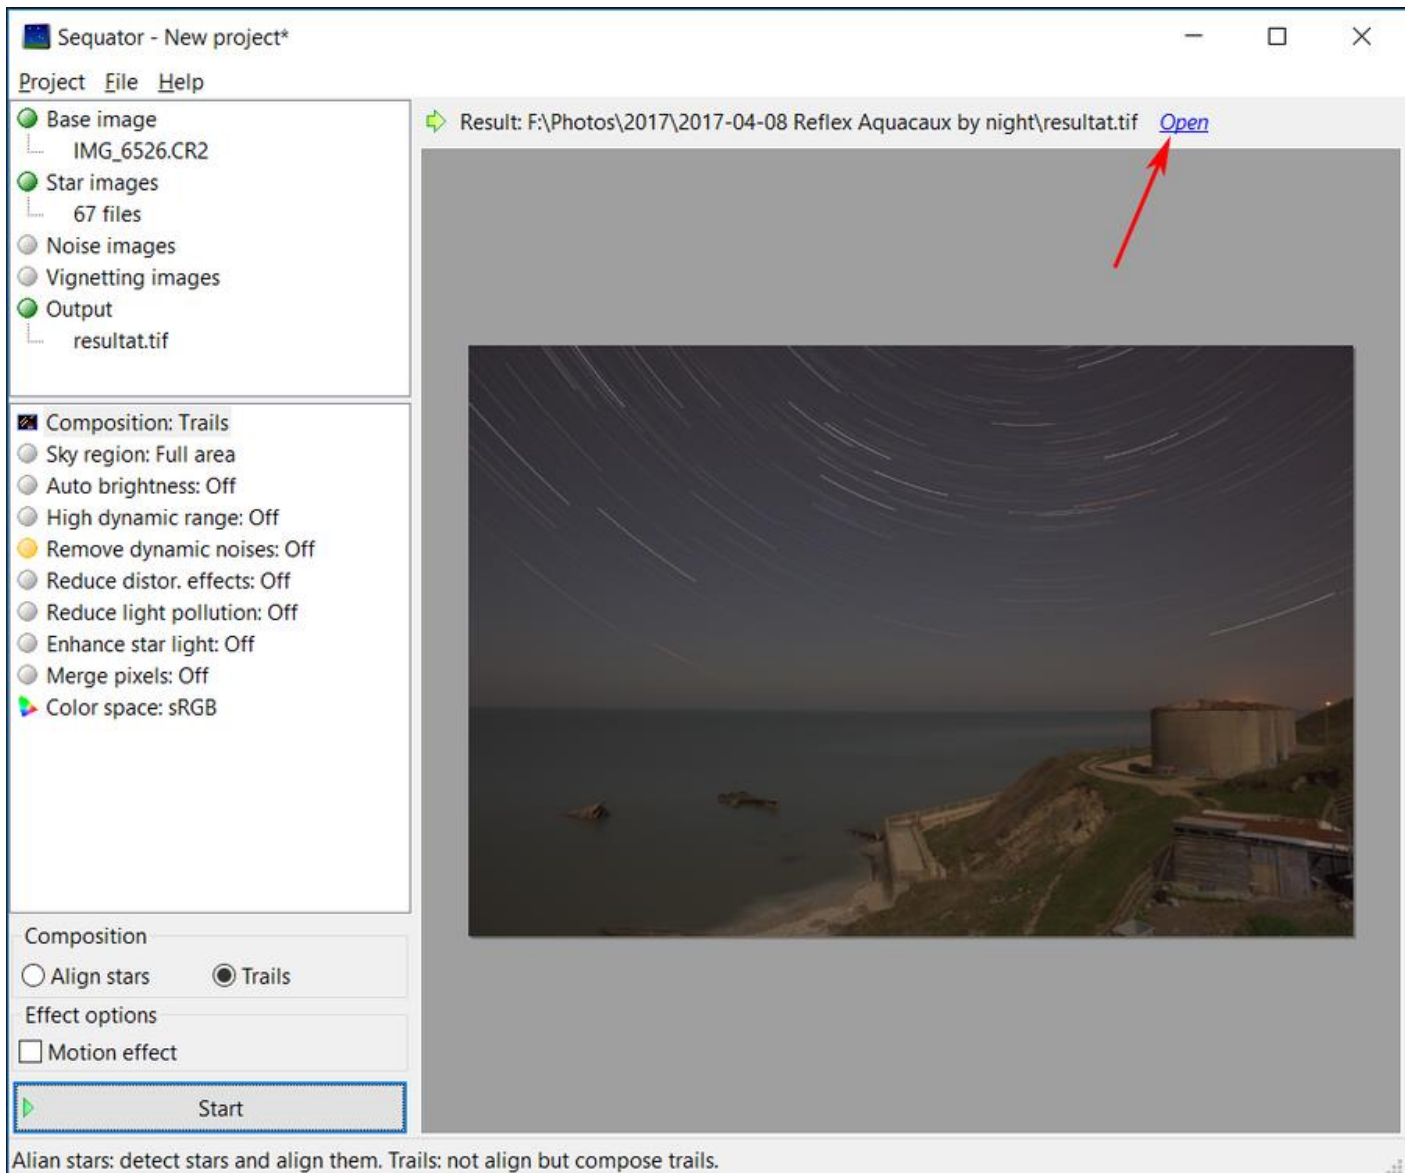 Sequator - New project*
Project File Help
Base image
IMG_6526.CR2
Star images
67 files
Noise images
Vignetting images
Output
resultat.tif
Composition: Trails
Sky region: Full area
Auto brightness: Off
High dynamic range: Off
Remove dynamic noises: Off
Reduce distor. effects: Off
Reduce light pollution: Off
Enhance star light: Off
Merge pixels: Off
Color space: sRGB
Composition
Align stars Trails
Effect options
Motion effect
Start
Result: F:\Photos\2017\2017-04-08 Reflex Aquacaux by night\resultat.tif Open
Alian stars: detect stars and align them. Trails: not align but compose trails.